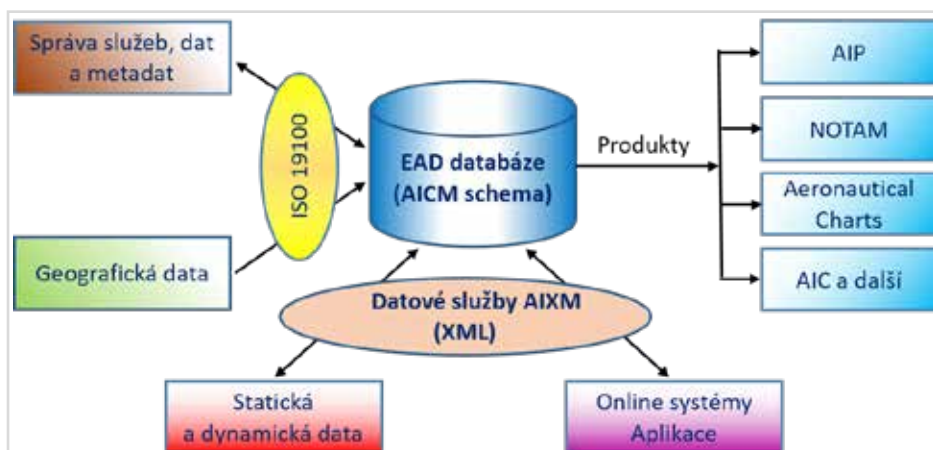 Správa služeb, dat
a metadat
ISO 19100
Geografická data
EAD databáze
(AICM schema)
Produkty
AIP
NOTAM
Aeronautical
Charts
AIC a další
Datové služby AIXM
(XML)
Statická
a dynamická data
Online systémy
Aplikace